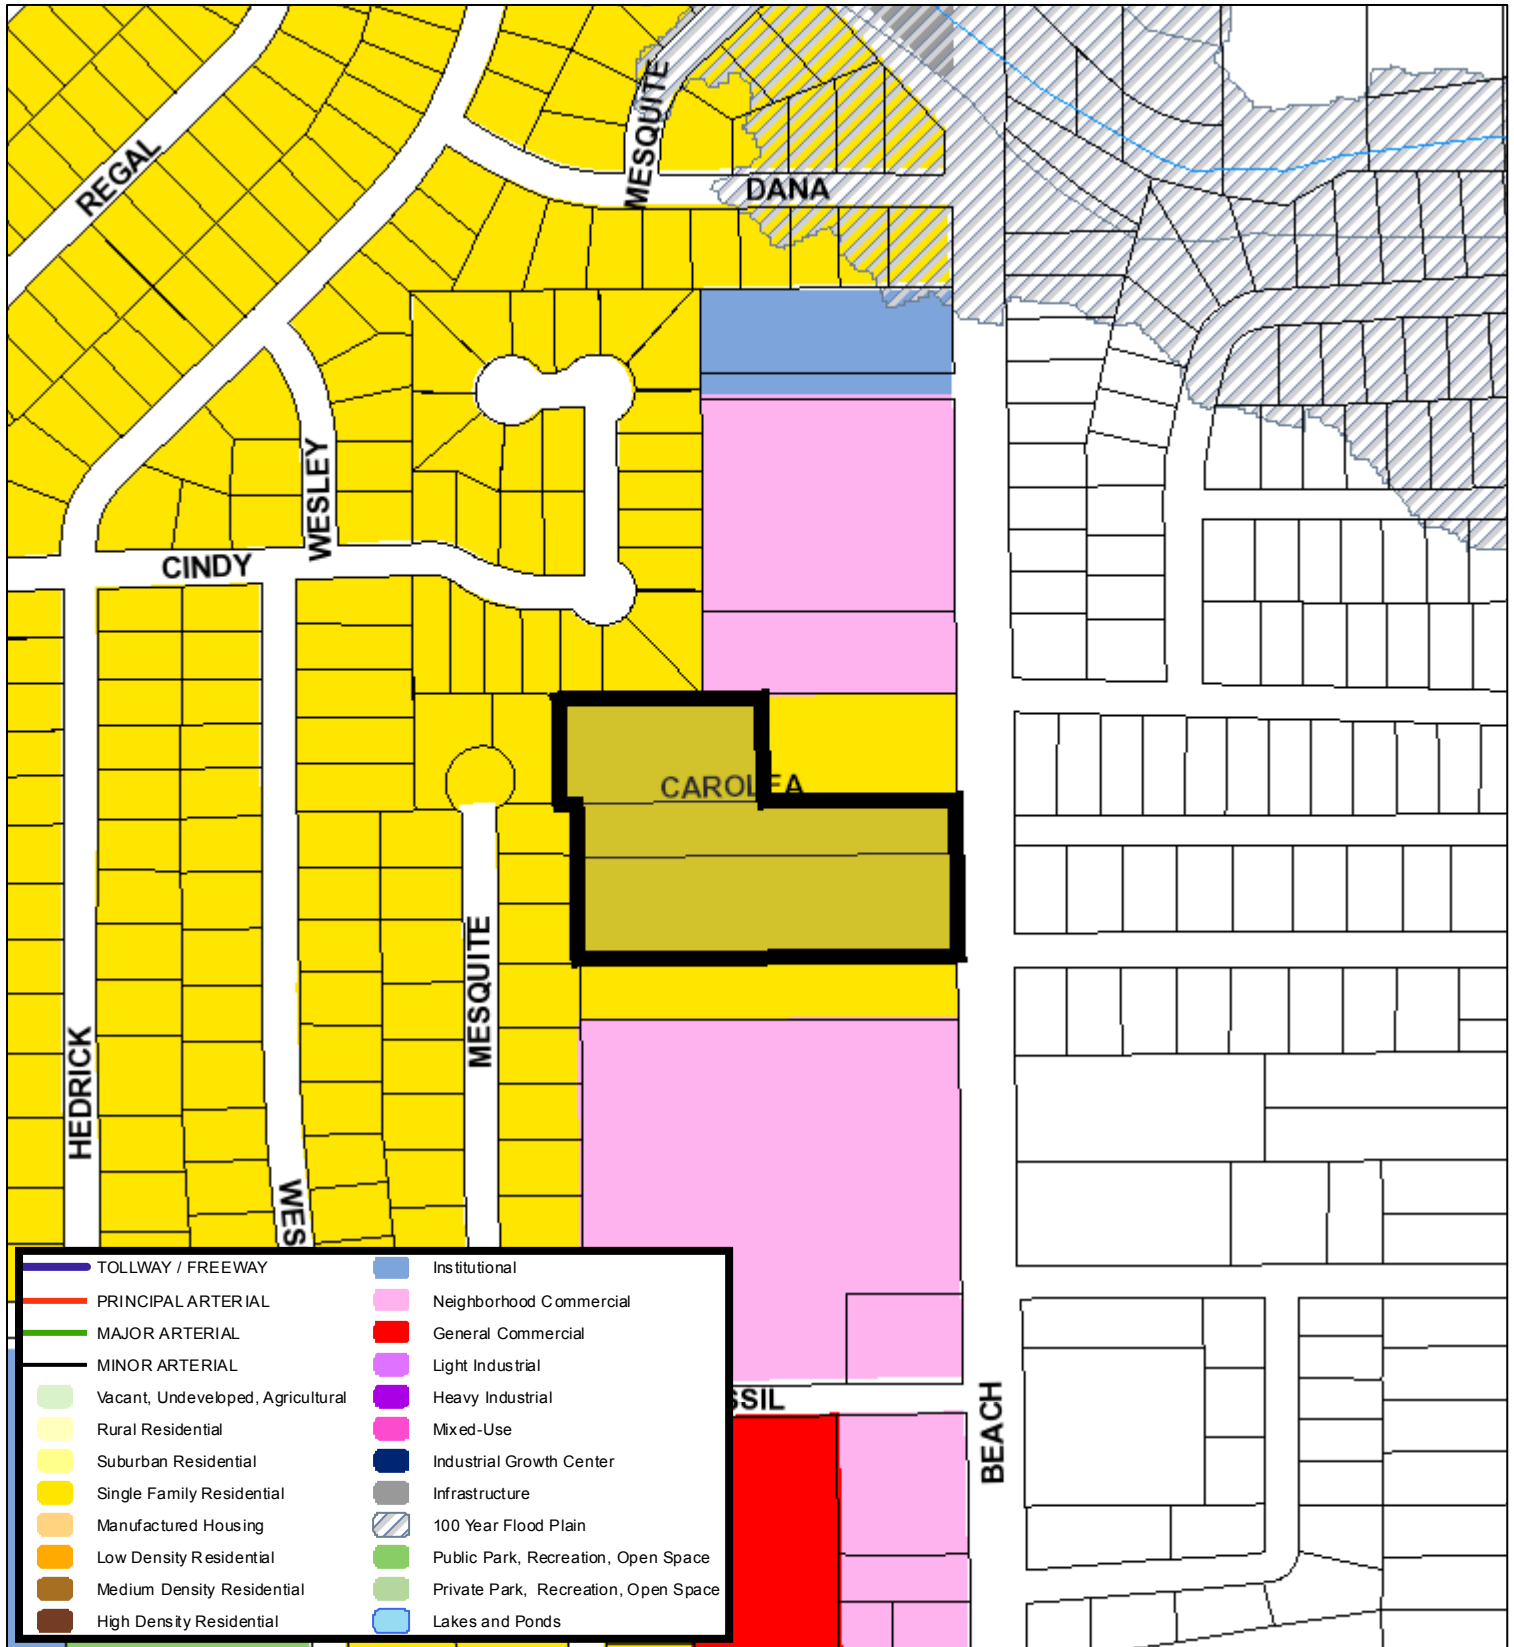 MESQUITE
REGAL
DANA
WESLEY
CINDY
CAROLEA
MESQUITE
HEDRICK
WES
SSIL
BEACH
TOLLWAY / FREEWAY
PRINCIPAL ARTERIAL
MAJOR ARTERIAL
MINOR ARTERIAL
Vacant, Undeveloped, Agricultural
Rural Residential
Suburban Residential
Single Family Residential
Manufactured Housing
Low Density Residential
Medium Density Residential
High Density Residential
Institutional
Neighborhood Commercial
General Commercial
Light Industrial
Heavy Industrial
Mixed-Use
Industrial Growth Center
Infrastructure
100 Year Flood Plain
Public Park, Recreation, Open Space
Private Park, Recreation, Open Space
Lakes and Ponds